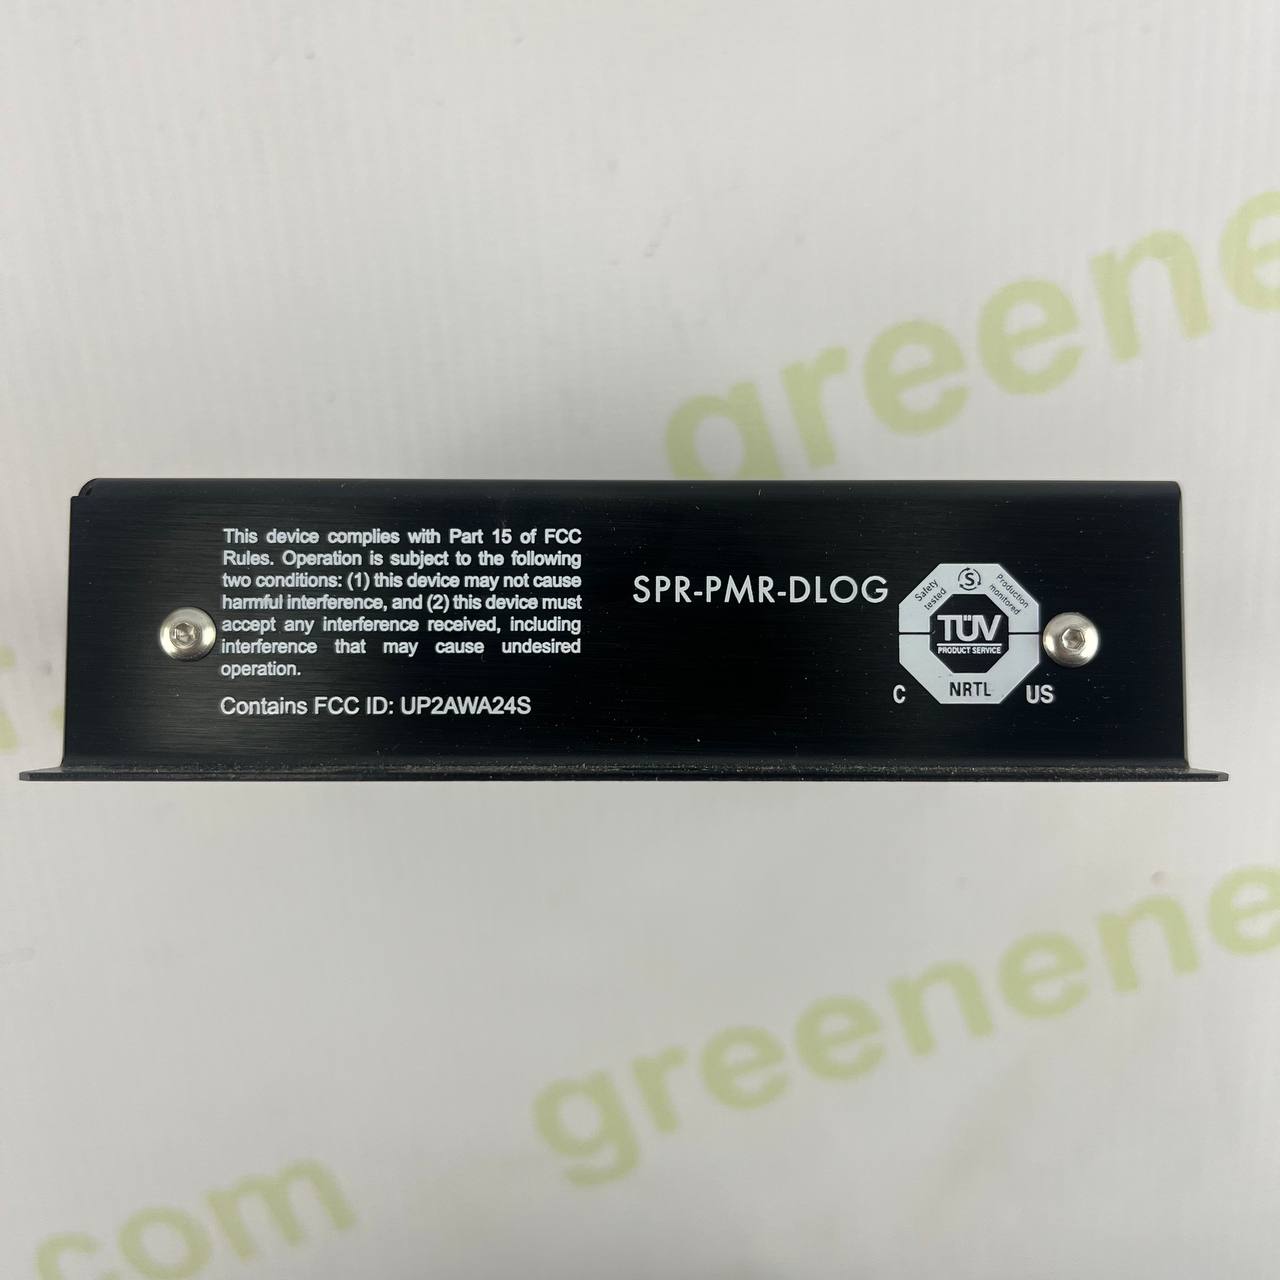 This device complies with Part 15 of FCC
Rules. Operation is subject to the following
two conditions: (1) this device may not cause
harmful interference, and (2) this device must
accept any interference received, including
interference that may cause undesired
operation.
Contains FCC ID: UP2AWA24S
SPR-PMR-DLOG
Safety
tested
S
Production
monitored
TÜV
PRODUCT SERVICE
C
NRTL
US
greene
greenene
com